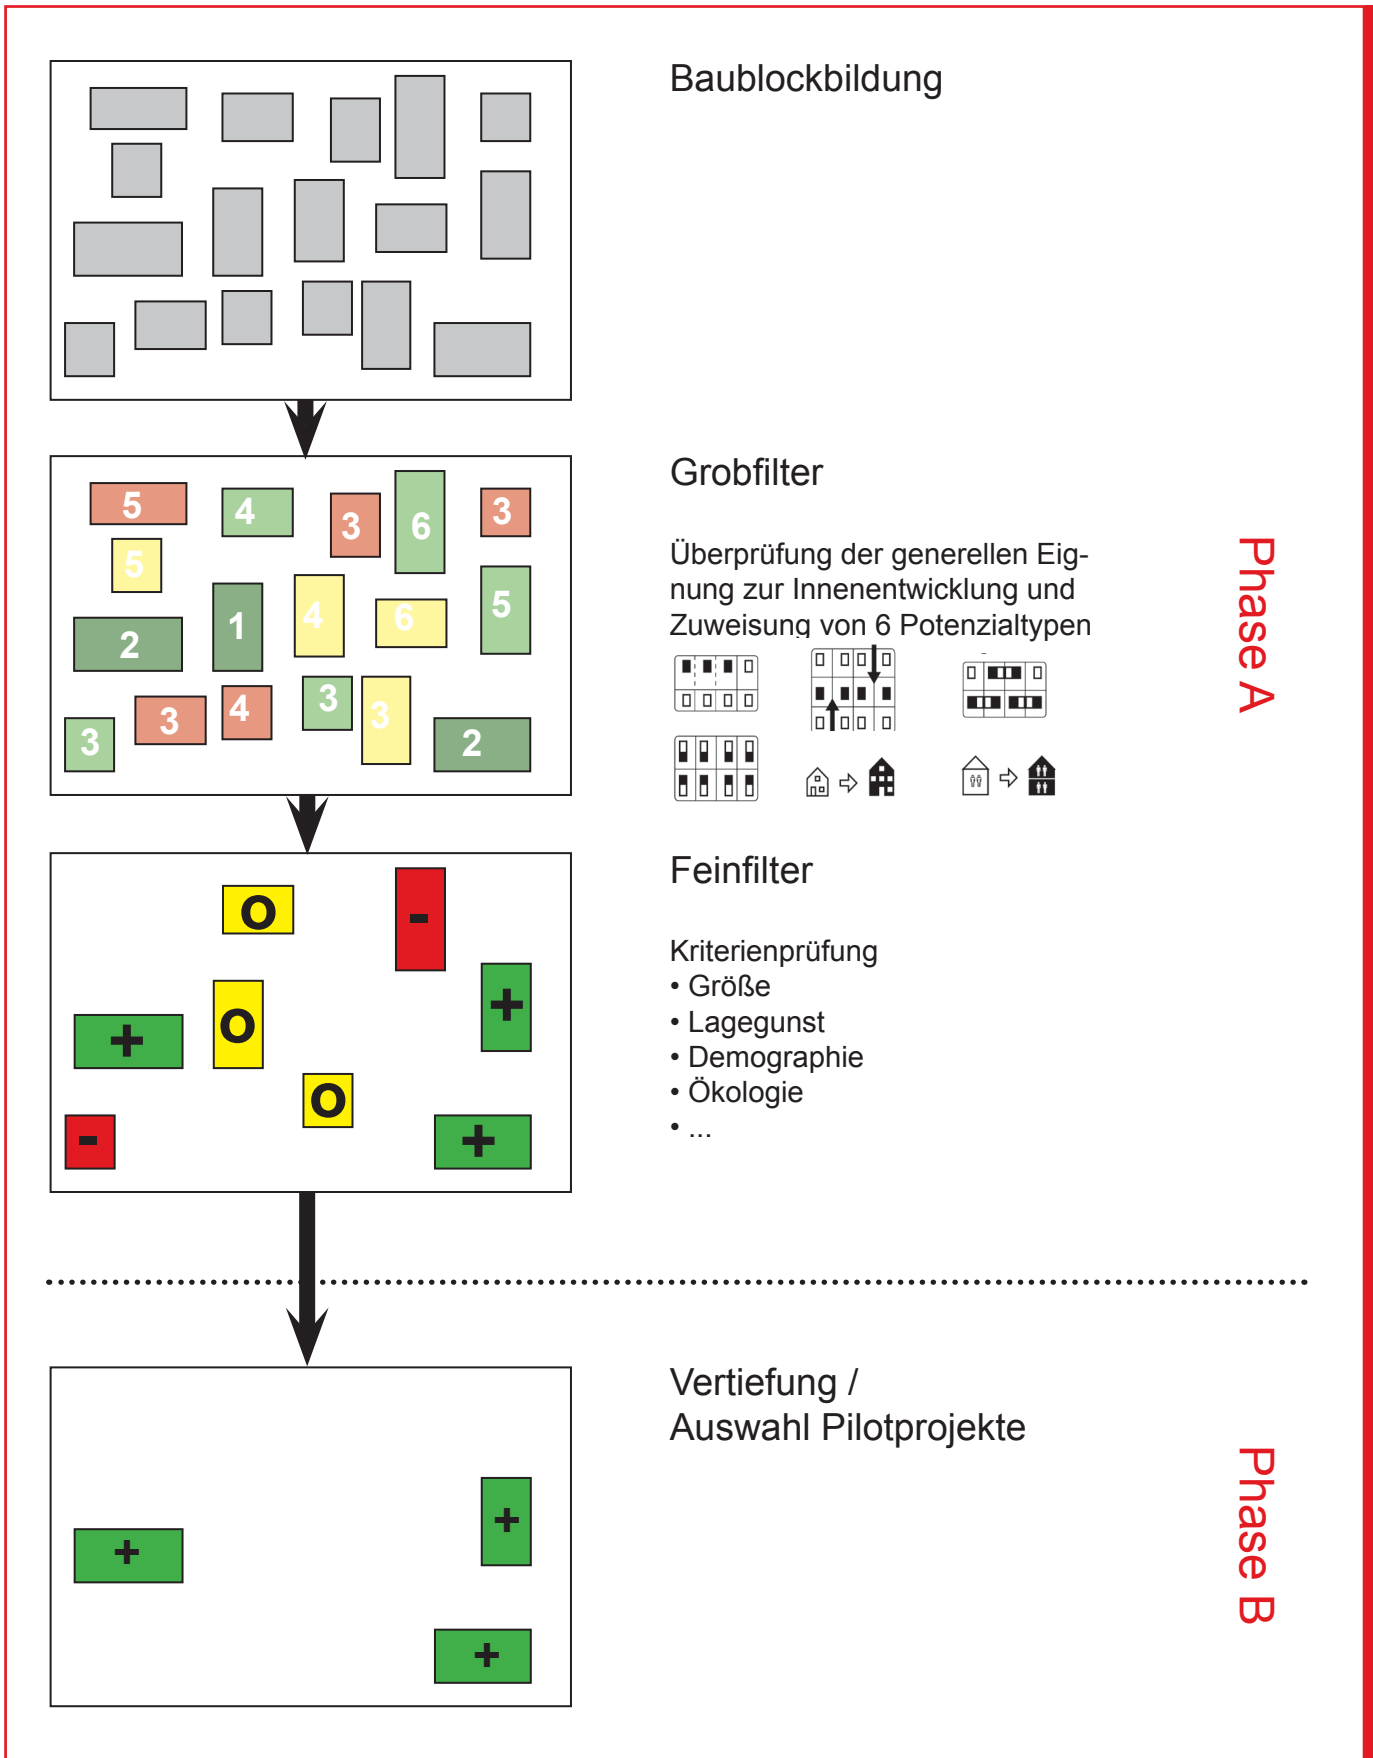 Baublockbildung
Grobfilter
Überprüfung der generellen Eig-
nung zur Innenentwicklung und
Zuweisung von 6 Potenzialtypen
5
4
3
6
3
5
1
4
6
5
2
3
4
3
3
3
2
Phase A
Feinfilter
Kriterienprüfung
• Größe
• Lagegunst
• Demographie
• Ökologie
• ...
O
-
+
+
O
O
-
+
Vertiefung /
Auswahl Pilotprojekte
+
+
+
Phase B